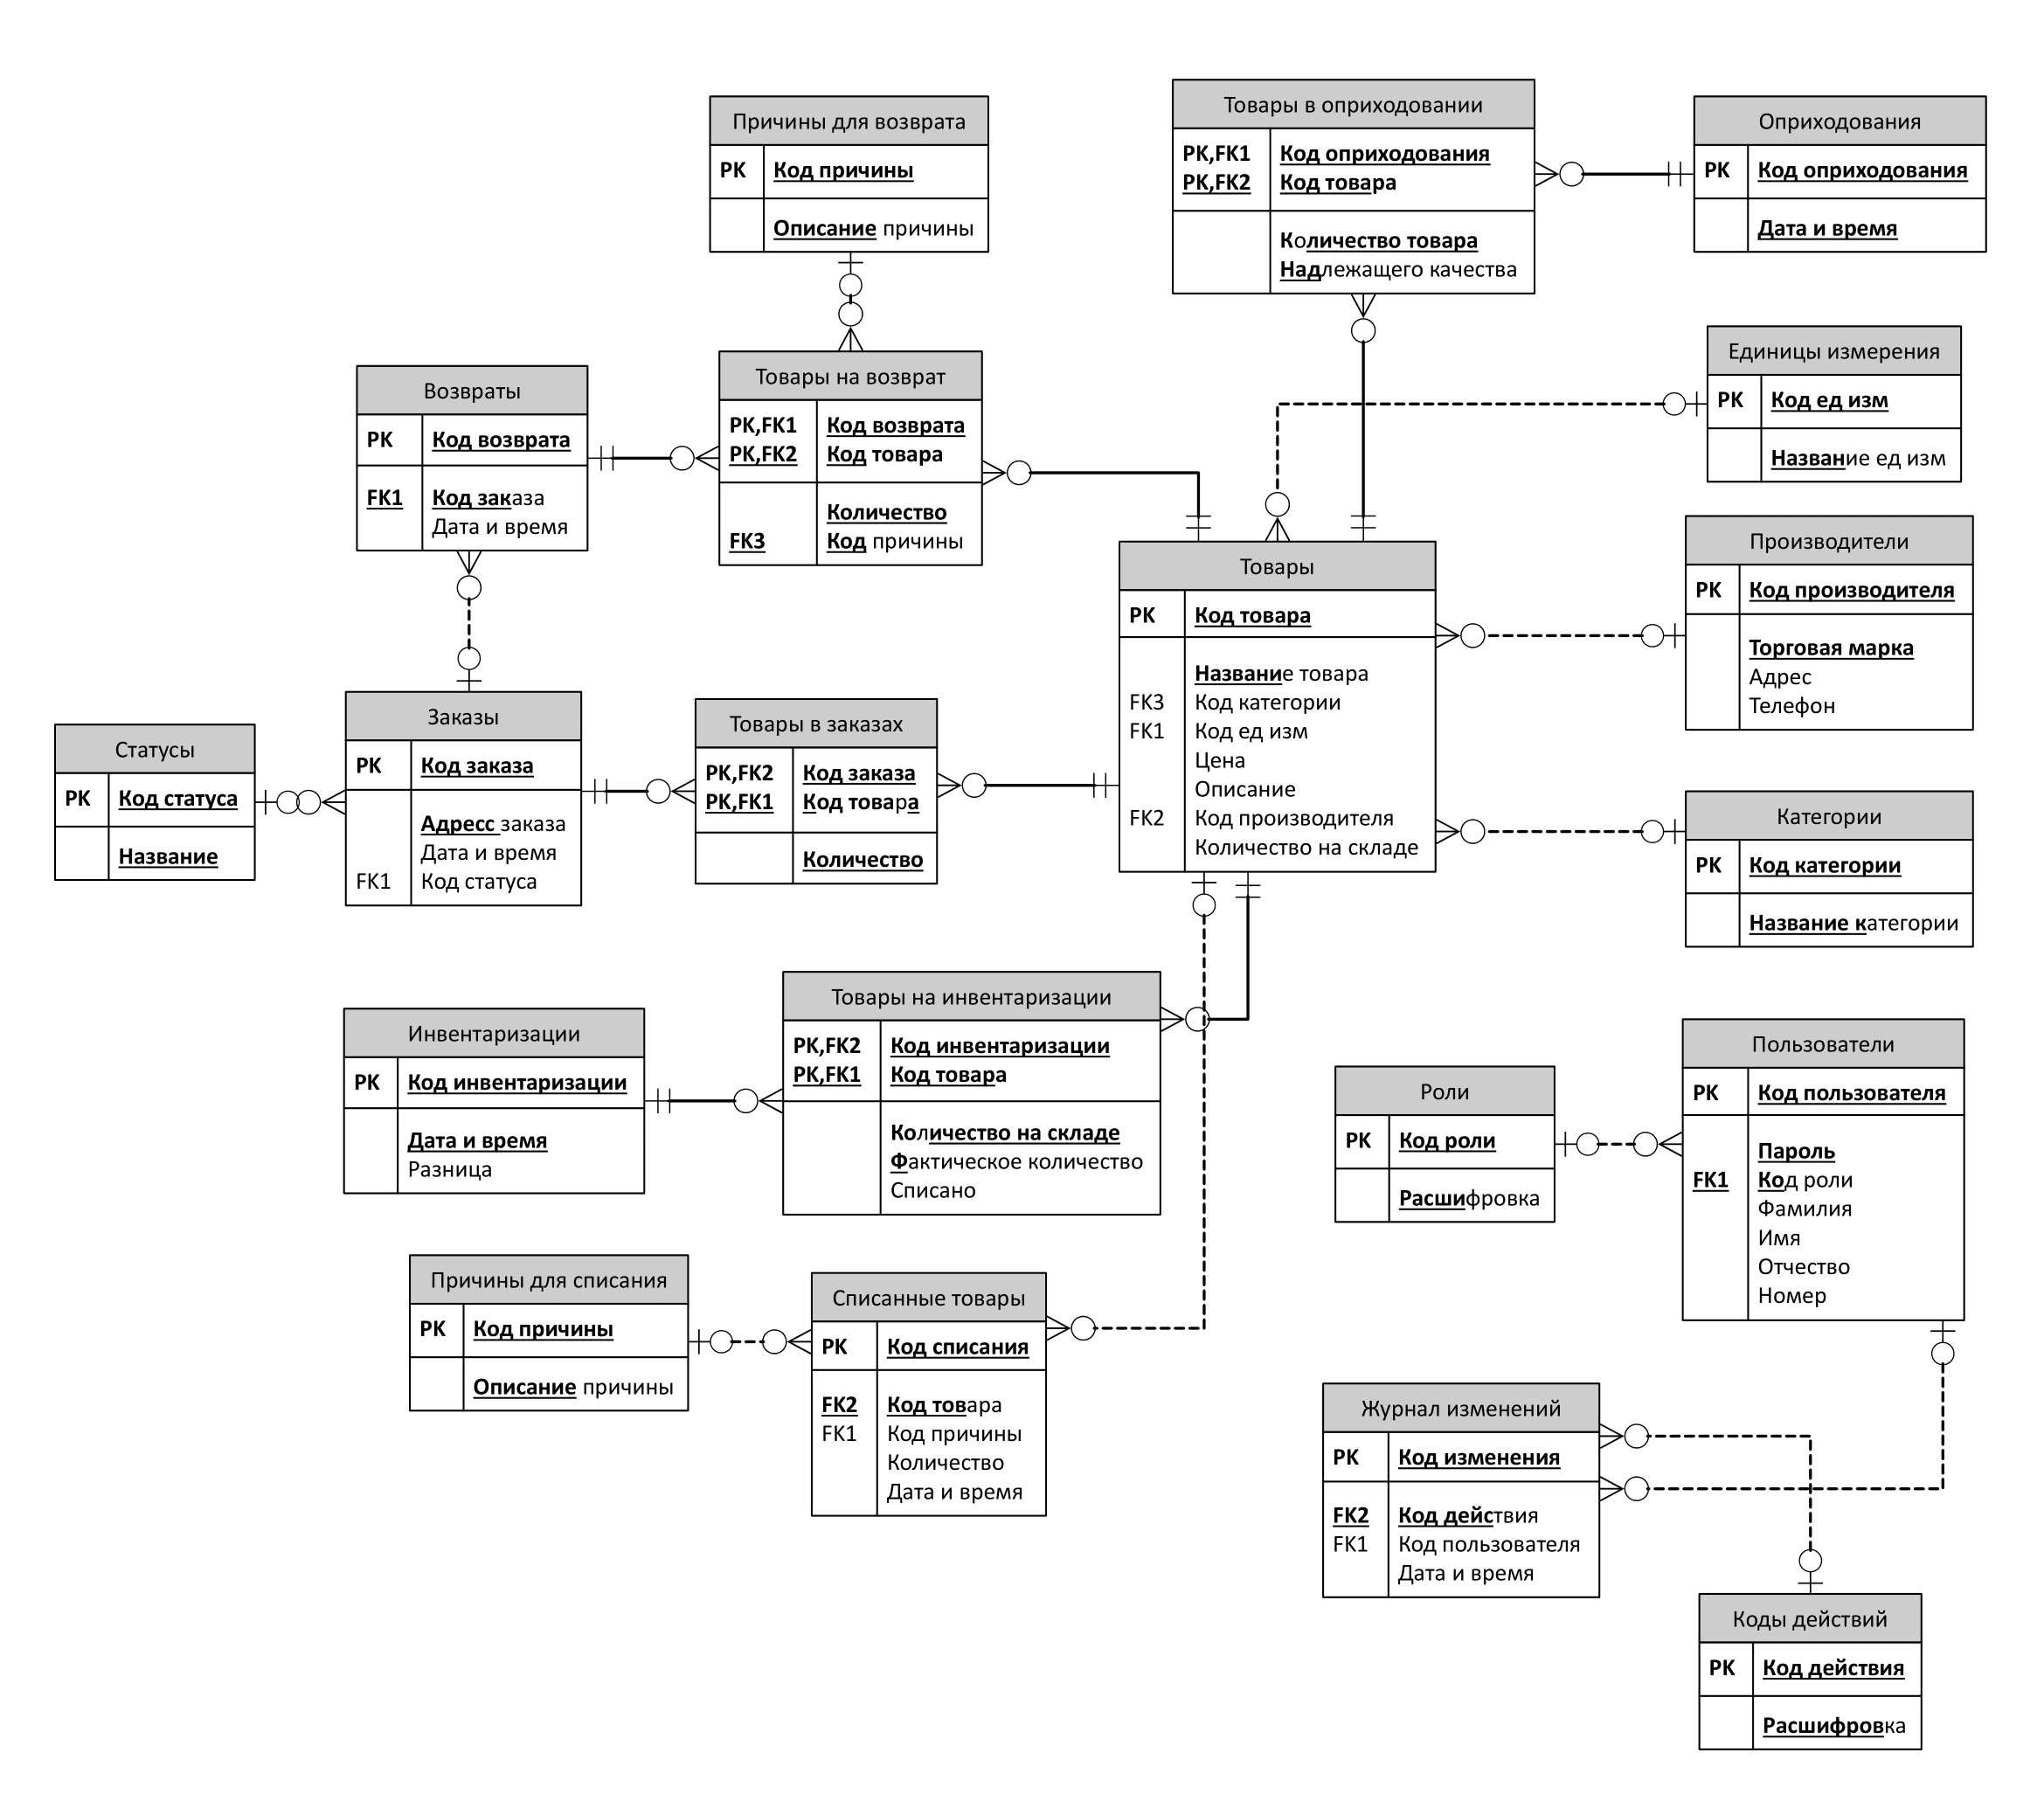 Причины для возврата
PK Код причины
Описание причины
Товары в оприходовании
PK,FK1 Код оприходования
PK,FK2 Код товара
Количество товара
Надлежащего качества
Оприходования
PK Код оприходования
Дата и время
Единицы измерения
PK Код ед изм
Название ед изм
Возвраты
PK Код возврата
FK1 Код заказа
Дата и время
Товары на возврат
PK,FK1 Код возврата
PK,FK2 Код товара
Количество
FK3 Код причины
Товары
PK Код товара
Название товара
FK3 Код категории
FK1 Код ед изм
Цена
Описание
FK2 Код производителя
Количество на складе
Производители
PK Код производителя
Торговая марка
Адрес
Телефон
Статусы
PK Код статуса
Название
Заказы
PK Код заказа
Адресс заказа
Дата и время
FK1 Код статуса
Товары в заказах
PK,FK2 Код заказа
PK,FK1 Код товара
Количество
Категории
PK Код категории
Название категории
Инвентаризации
PK Код инвентаризации
Дата и время
Разница
Товары на инвентаризации
PK,FK2 Код инвентаризации
PK,FK1 Код товара
Количество на складе
Фактическое количество
Списано
Роли
PK Код роли
Расшифровка
Пользователи
PK Код пользователя
Пароль
FK1 Код роли
Фамилия
Имя
Отчество
Номер
Причины для списания
PK Код причины
Описание причины
Списанные товары
PK Код списания
FK2 Код товара
FK1 Код причины
Количество
Дата и время
Журнал изменений
PK Код изменения
FK2 Код действия
FK1 Код пользователя
Дата и время
Коды действий
PK Код действия
Расшифровка